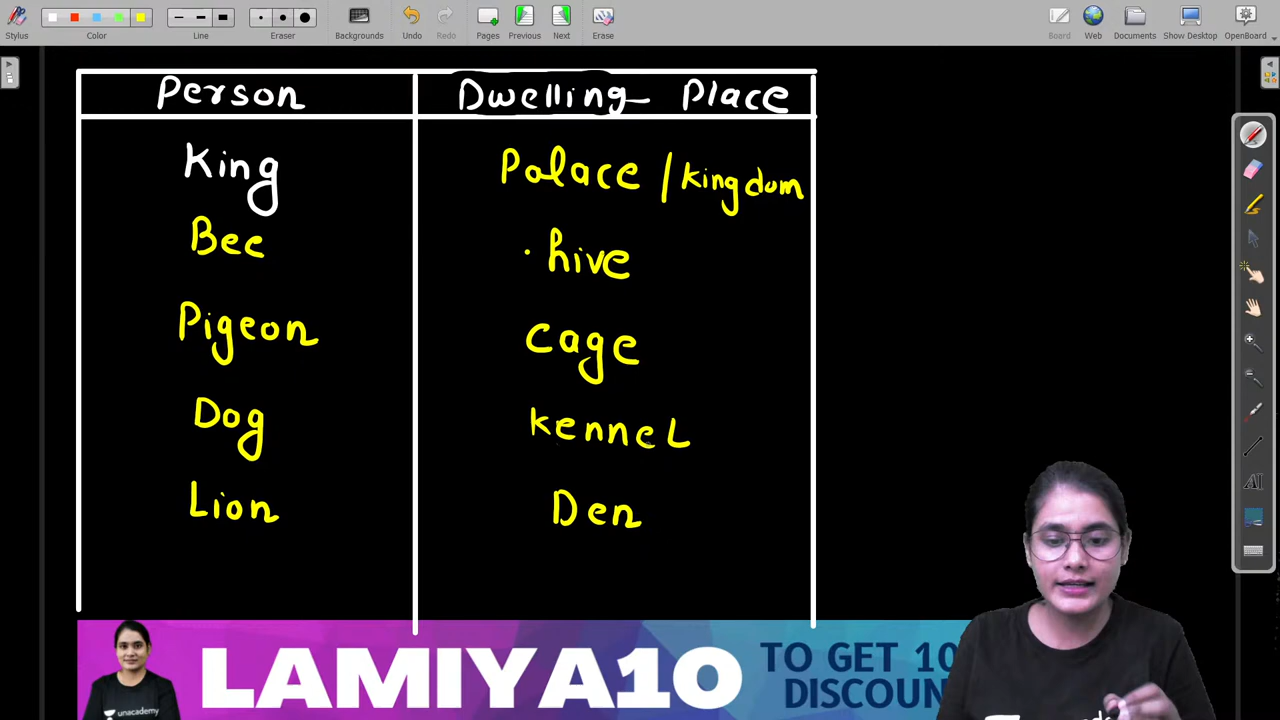 Stylus Color Line Eraser Backgrounds Undo Redo Pages Previous Next Erase Board Web Documents Show Desktop OpenBoard
Person Dwelling Place
King Palace / kingdom
Bee hive
Pigeon cage
Dog kennel
Lion Den
LAMIYA10
TO GET 10
DISCOUN
unacademy